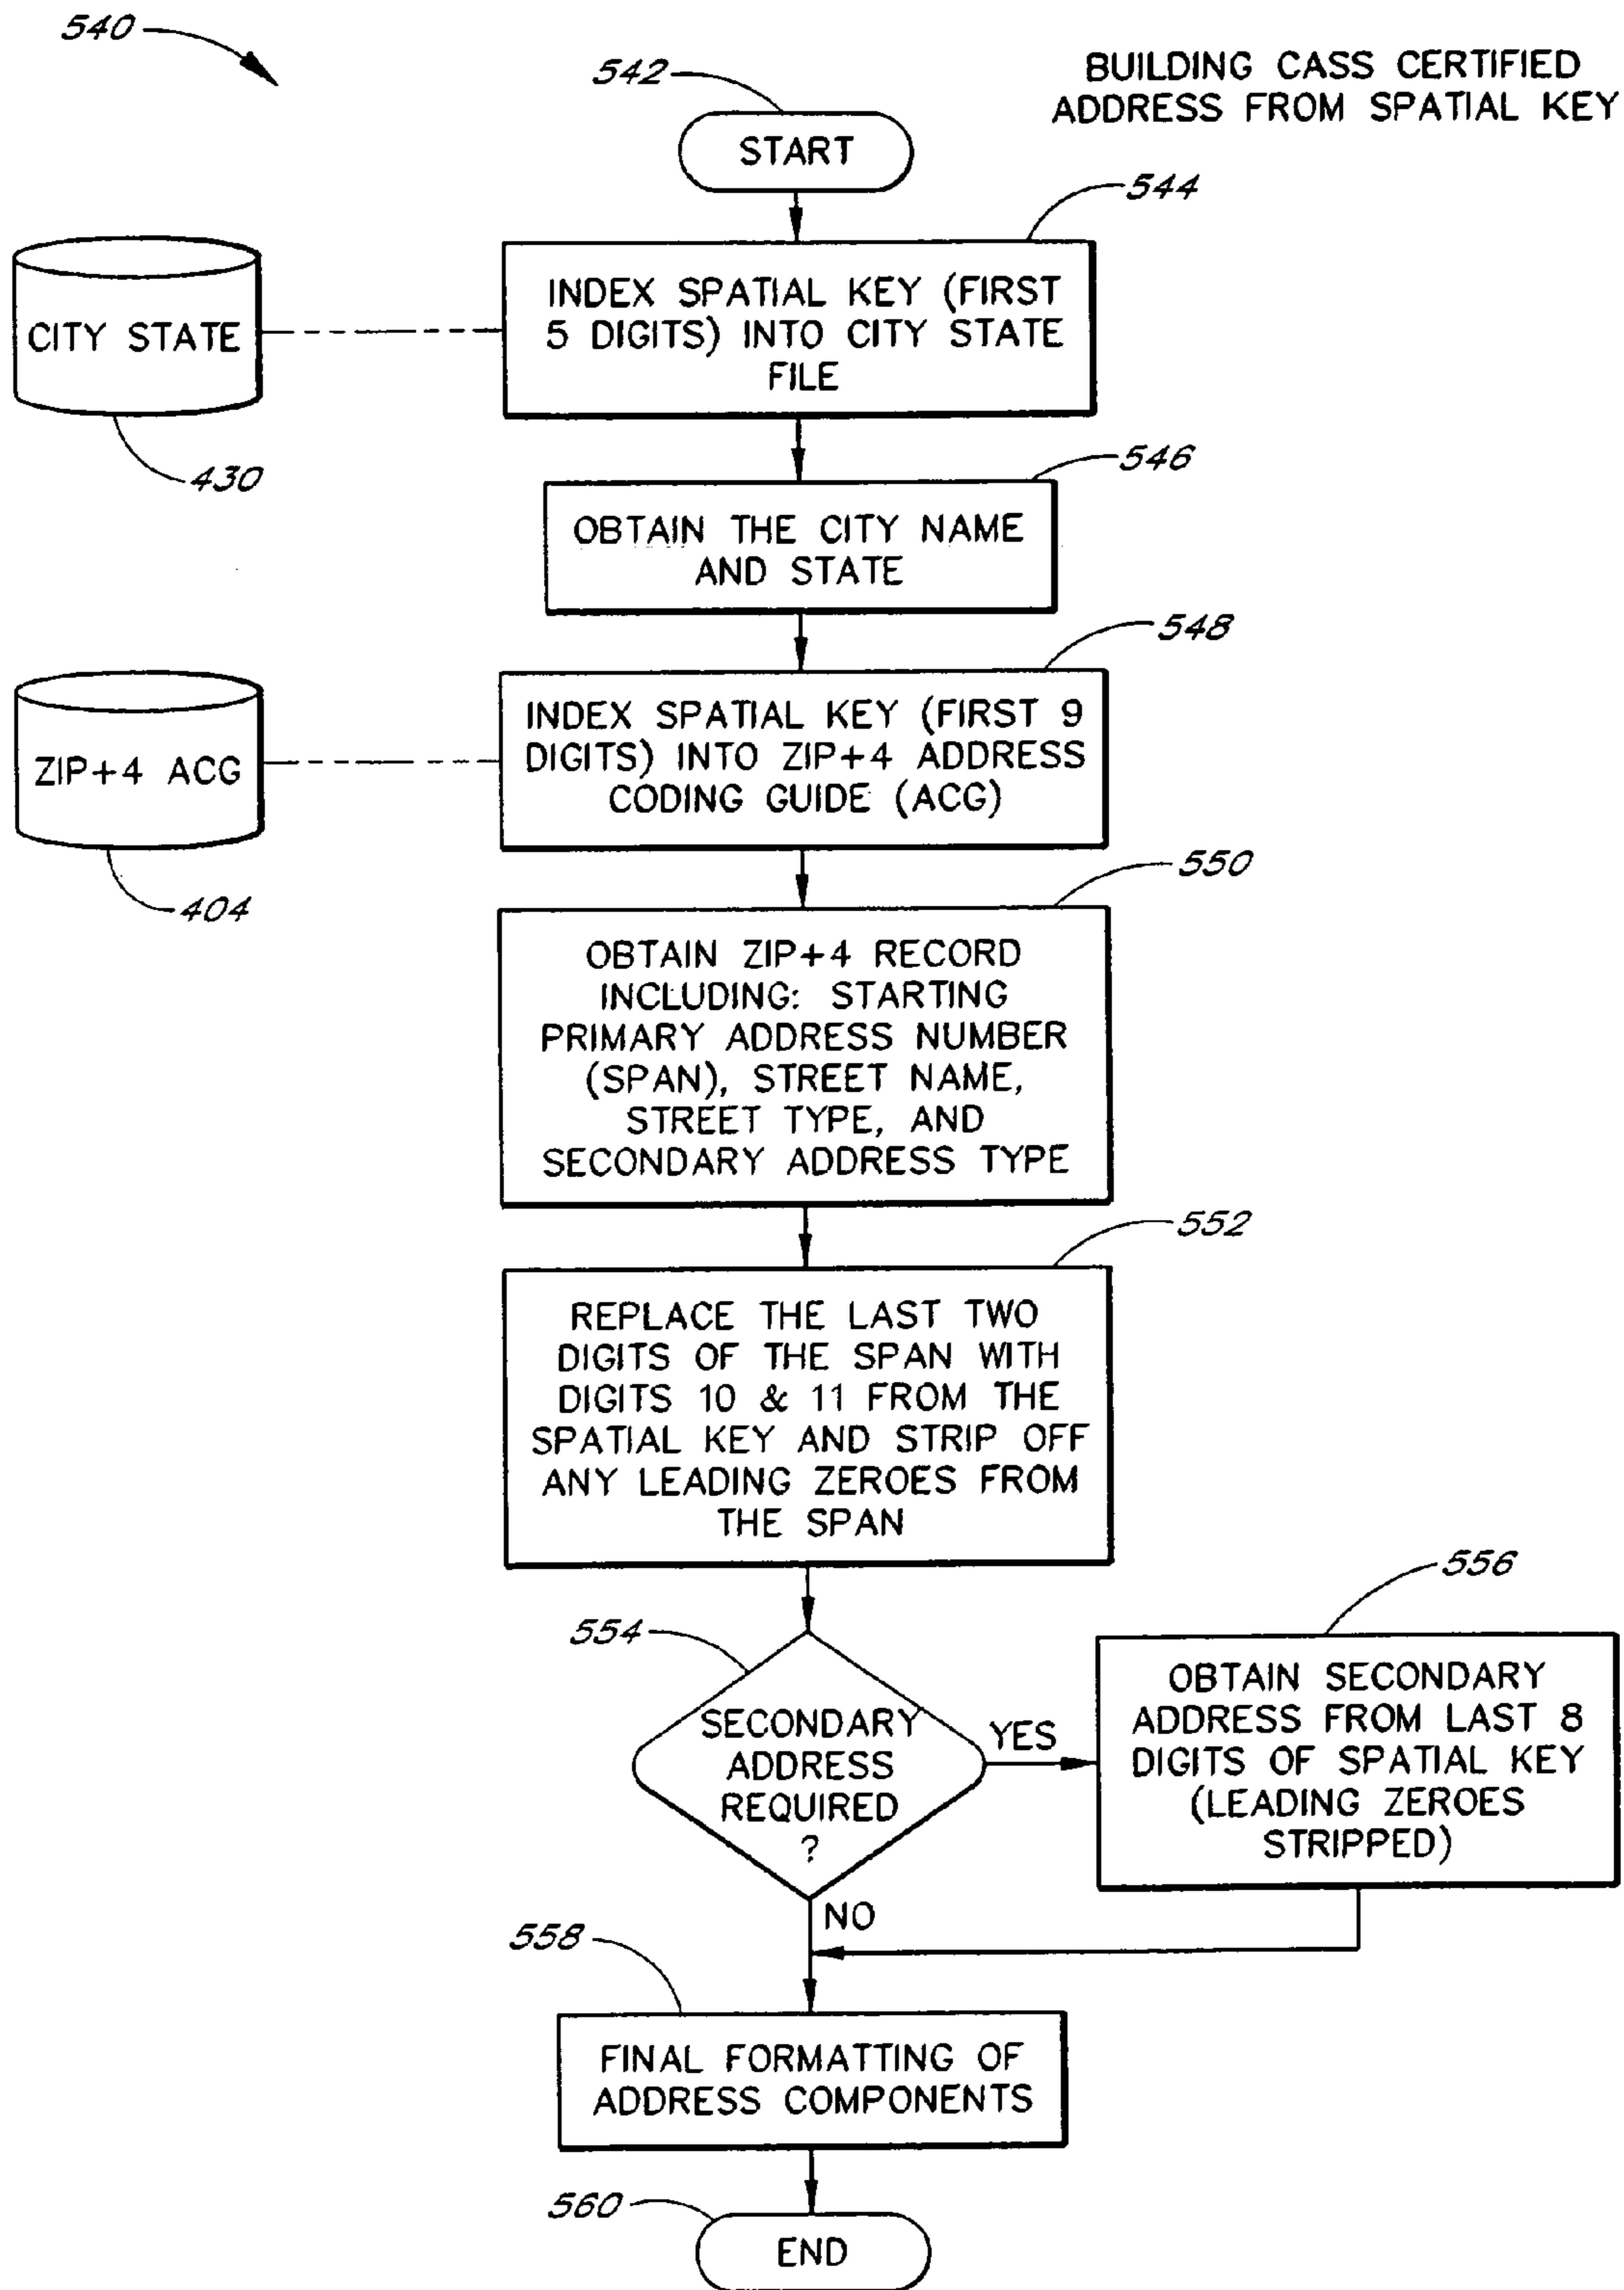 540
542
BUILDING CASS CERTIFIED
ADDRESS FROM SPATIAL KEY
START
544
CITY STATE
430
INDEX SPATIAL KEY (FIRST
5 DIGITS) INTO CITY STATE
FILE
546
OBTAIN THE CITY NAME
AND STATE
548
ZIP+4 ACG
404
INDEX SPATIAL KEY (FIRST 9
DIGITS) INTO ZIP+4 ADDRESS
CODING GUIDE (ACG)
550
OBTAIN ZIP+4 RECORD
INCLUDING: STARTING
PRIMARY ADDRESS NUMBER
(SPAN), STREET NAME,
STREET TYPE, AND
SECONDARY ADDRESS TYPE
552
REPLACE THE LAST TWO
DIGITS OF THE SPAN WITH
DIGITS 10 & 11 FROM THE
SPATIAL KEY AND STRIP OFF
ANY LEADING ZEROES FROM
THE SPAN
554
SECONDARY
ADDRESS
REQUIRED
?
YES
556
OBTAIN SECONDARY
ADDRESS FROM LAST 8
DIGITS OF SPATIAL KEY
(LEADING ZEROES
STRIPPED)
NO
558
FINAL FORMATTING OF
ADDRESS COMPONENTS
560
END